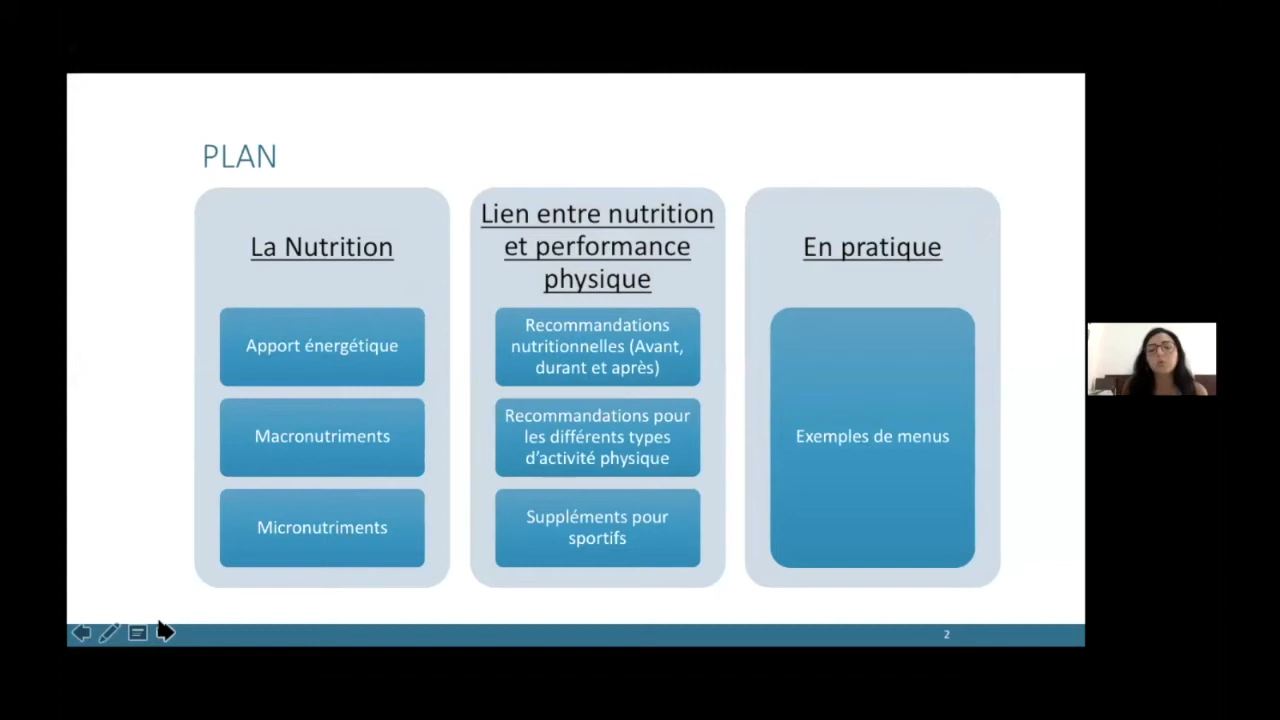 PLAN
La Nutrition
Apport énergétique
Macronutriments
Micronutriments
Lien entre nutrition
et performance
physique
Recommandations
nutritionnelles (Avant,
durant et après)
Recommandations pour
les différents types
d’activité physique
Suppléments pour
sportifs
En pratique
Exemples de menus
2